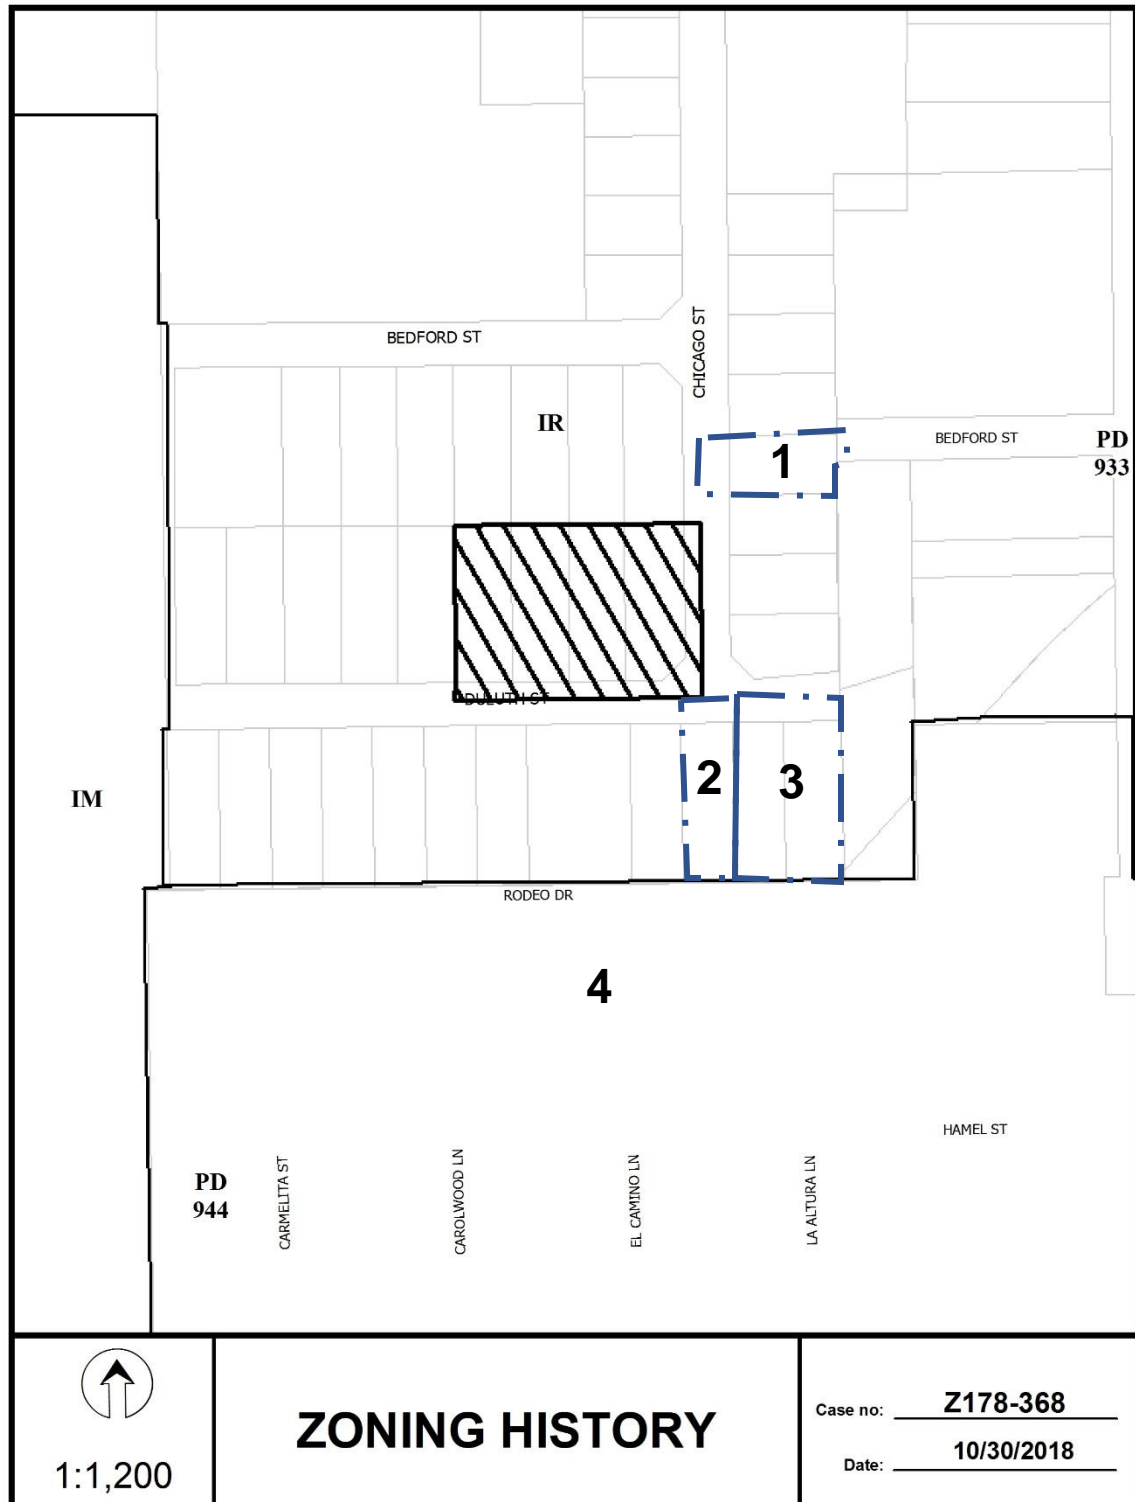 BEDFORD ST
CHICAGO ST
IR
BEDFORD ST
PD
933
1
DULUTH ST
2
3
IM
RODEO DR
4
HAMEL ST
PD
944
CARMELITA ST
CAROLWOOD LN
EL CAMINO LN
LA ALTURA LN
1:1,200
ZONING HISTORY
Case no: Z178-368
Date: 10/30/2018